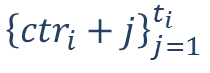 $\{ctr_i + j\}_{j=1}^{t_i}$